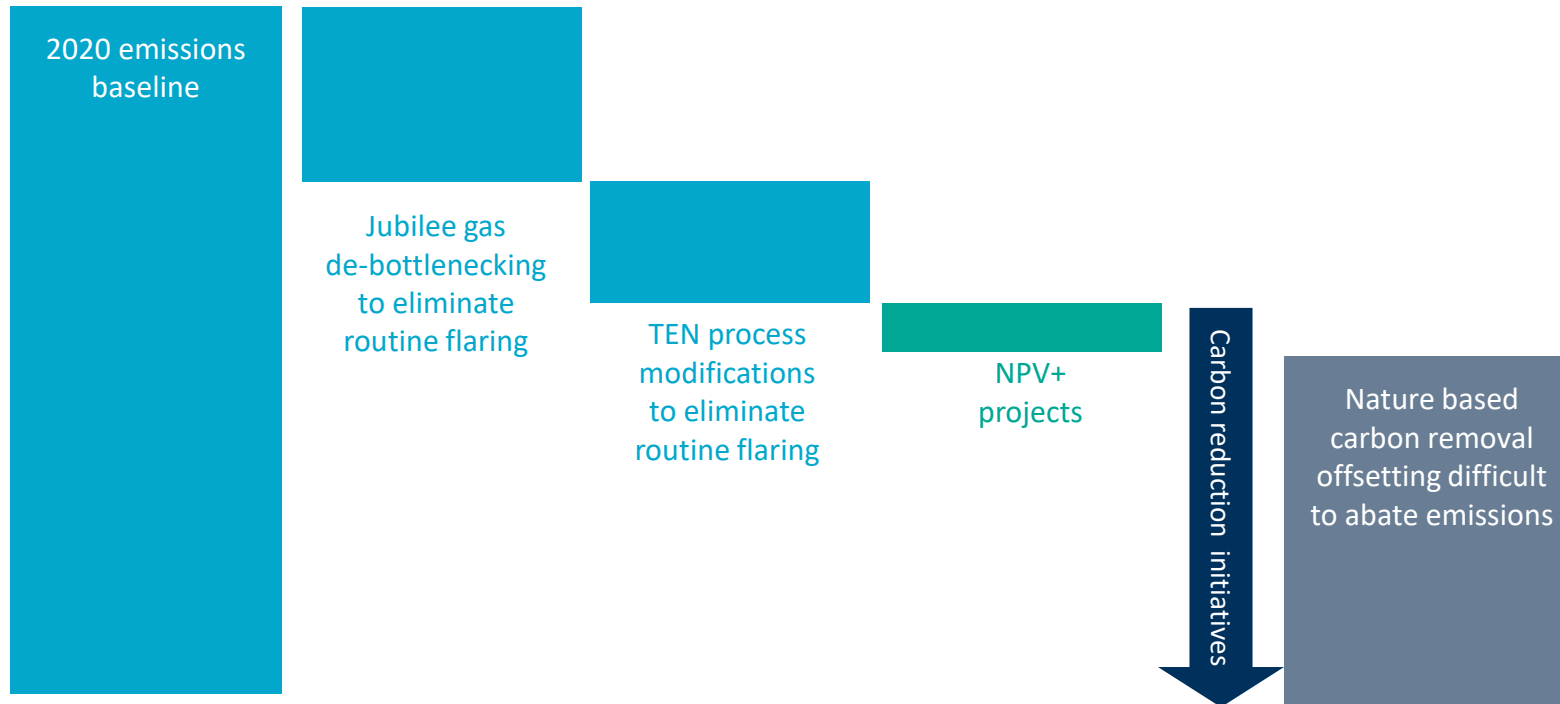 2020 emissions
baseline
Jubilee gas
de-bottlenecking
to eliminate
routine flaring
TEN process
modifications
to eliminate
routine flaring
NPV+
projects
Carbon reduction initiatives
Nature based
carbon removal
offsetting difficult
to abate emissions